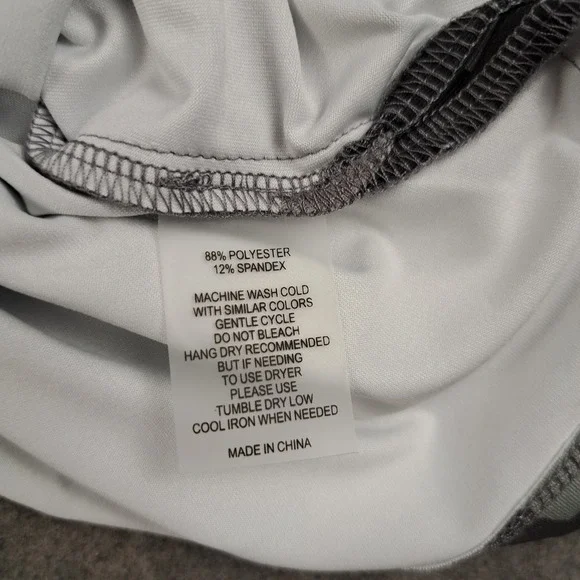 88% POLYESTER
12% SPANDEX
MACHINE WASH COLD
WITH SIMILAR COLORS
GENTLE CYCLE
DO NOT BLEACH
HANG DRY RECOMMENDED
BUT IF NEEDING
TO USE DRYER
PLEASE USE
TUMBLE DRY LOW
COOL IRON WHEN NEEDED
MADE IN CHINA